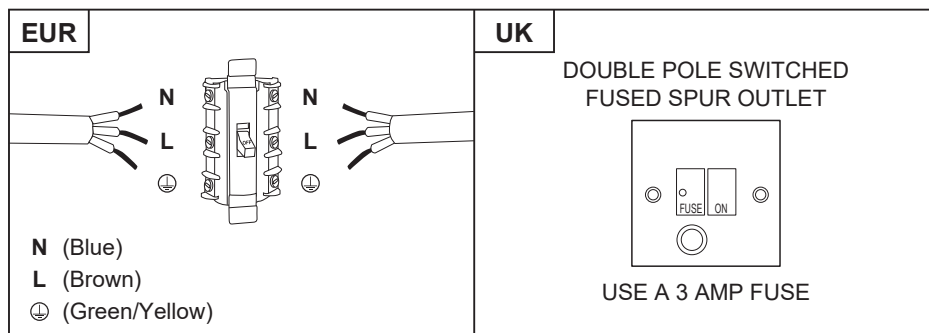 EUR
N N
L L
OFF
N (Blue)
L (Brown)
(Green/Yellow)
UK
DOUBLE POLE SWITCHED
FUSED SPUR OUTLET
FUSE ON
USE A 3 AMP FUSE